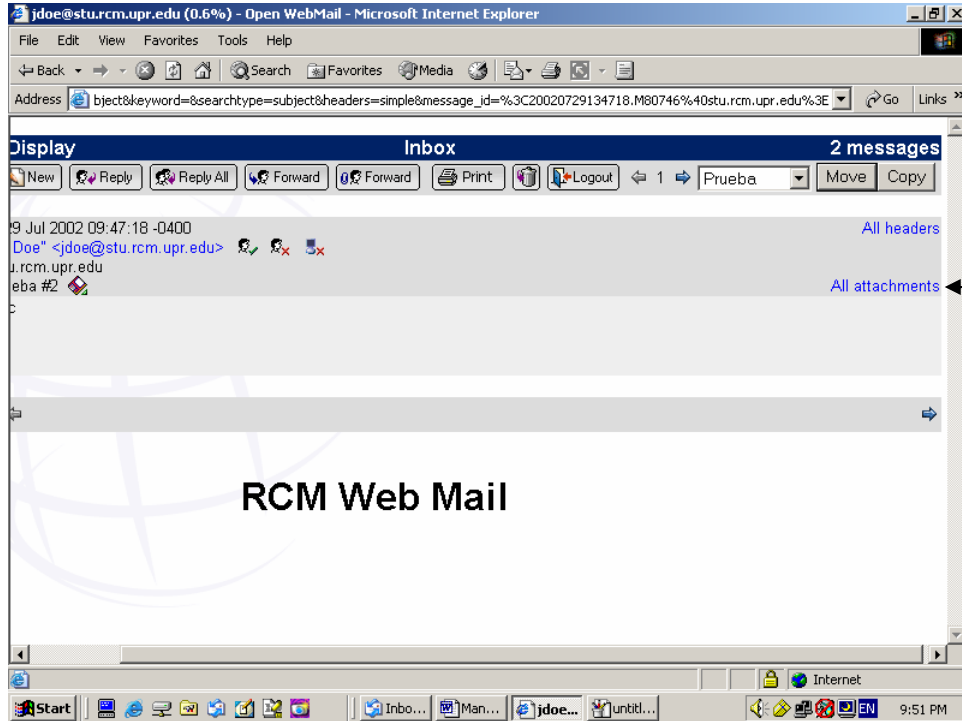 jdoe@stu.rcm.upr.edu (0.6%) - Open WebMail - Microsoft Internet Explorer
File Edit View Favorites Tools Help
Back Search Favorites Media
Address bject&keyword=&searchtype=subject&headers=simple&message_id=%3C20020729134718.M80746%40stu.rcm.upr.edu%3E Go Links »
Display Inbox 2 messages
New Reply Reply All Forward Forward Print Logout 1 Prueba Move Copy
29 Jul 2002 09:47:18 -0400 All headers
Doe" <jdoe@stu.rcm.upr.edu>
u.rcm.upr.edu
eba #2 All attachments
c
RCM Web Mail
Internet
Start Inbo... Man... jdoe... untitl... EN 9:51 PM